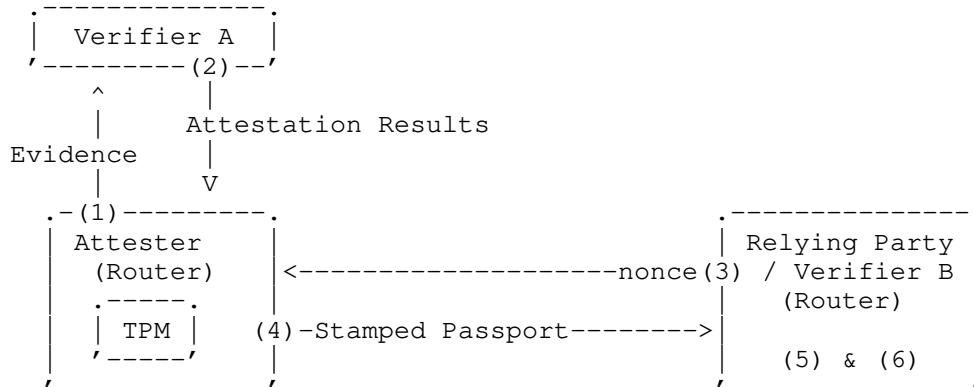 Verifier A
(2)
Attestation Results
Evidence
(1)
Attester
(Router)
TPM
nonce(3)
Relying Party
/ Verifier B
(Router)
(4)-Stamped Passport
(5) & (6)